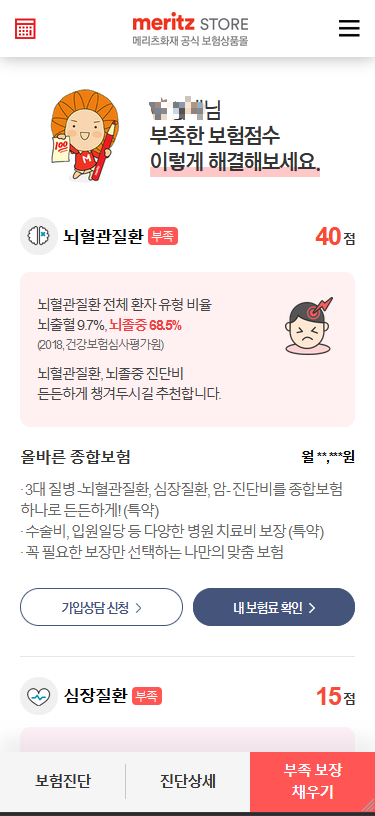 meritz STORE
메리츠화재 공식 보험상품몰
님
부족한 보험점수
이렇게 해결해보세요.
100
M
뇌혈관질환 부족 40 점
뇌혈관질환 전체 환자 유형 비율
뇌출혈 9.7%, 뇌졸중 68.5%
(2018, 건강보험심사평가원)
뇌혈관질환, 뇌졸중 진단비
든든하게 챙겨두시길 추천합니다.
올바른 종합보험 월 **,***원
· 3대 질병-뇌혈관질환, 심장질환, 암- 진단비를 종합보험
하나로 든든하게! (특약)
· 수술비, 입원일당 등 다양한 병원 치료비 보장 (특약)
· 꼭 필요한 보장만 선택하는 나만의 맞춤 보험
가입상담 신청 > 내 보험료 확인 >
심장질환 부족 15 점
보험진단 진단상세 부족 보장
채우기